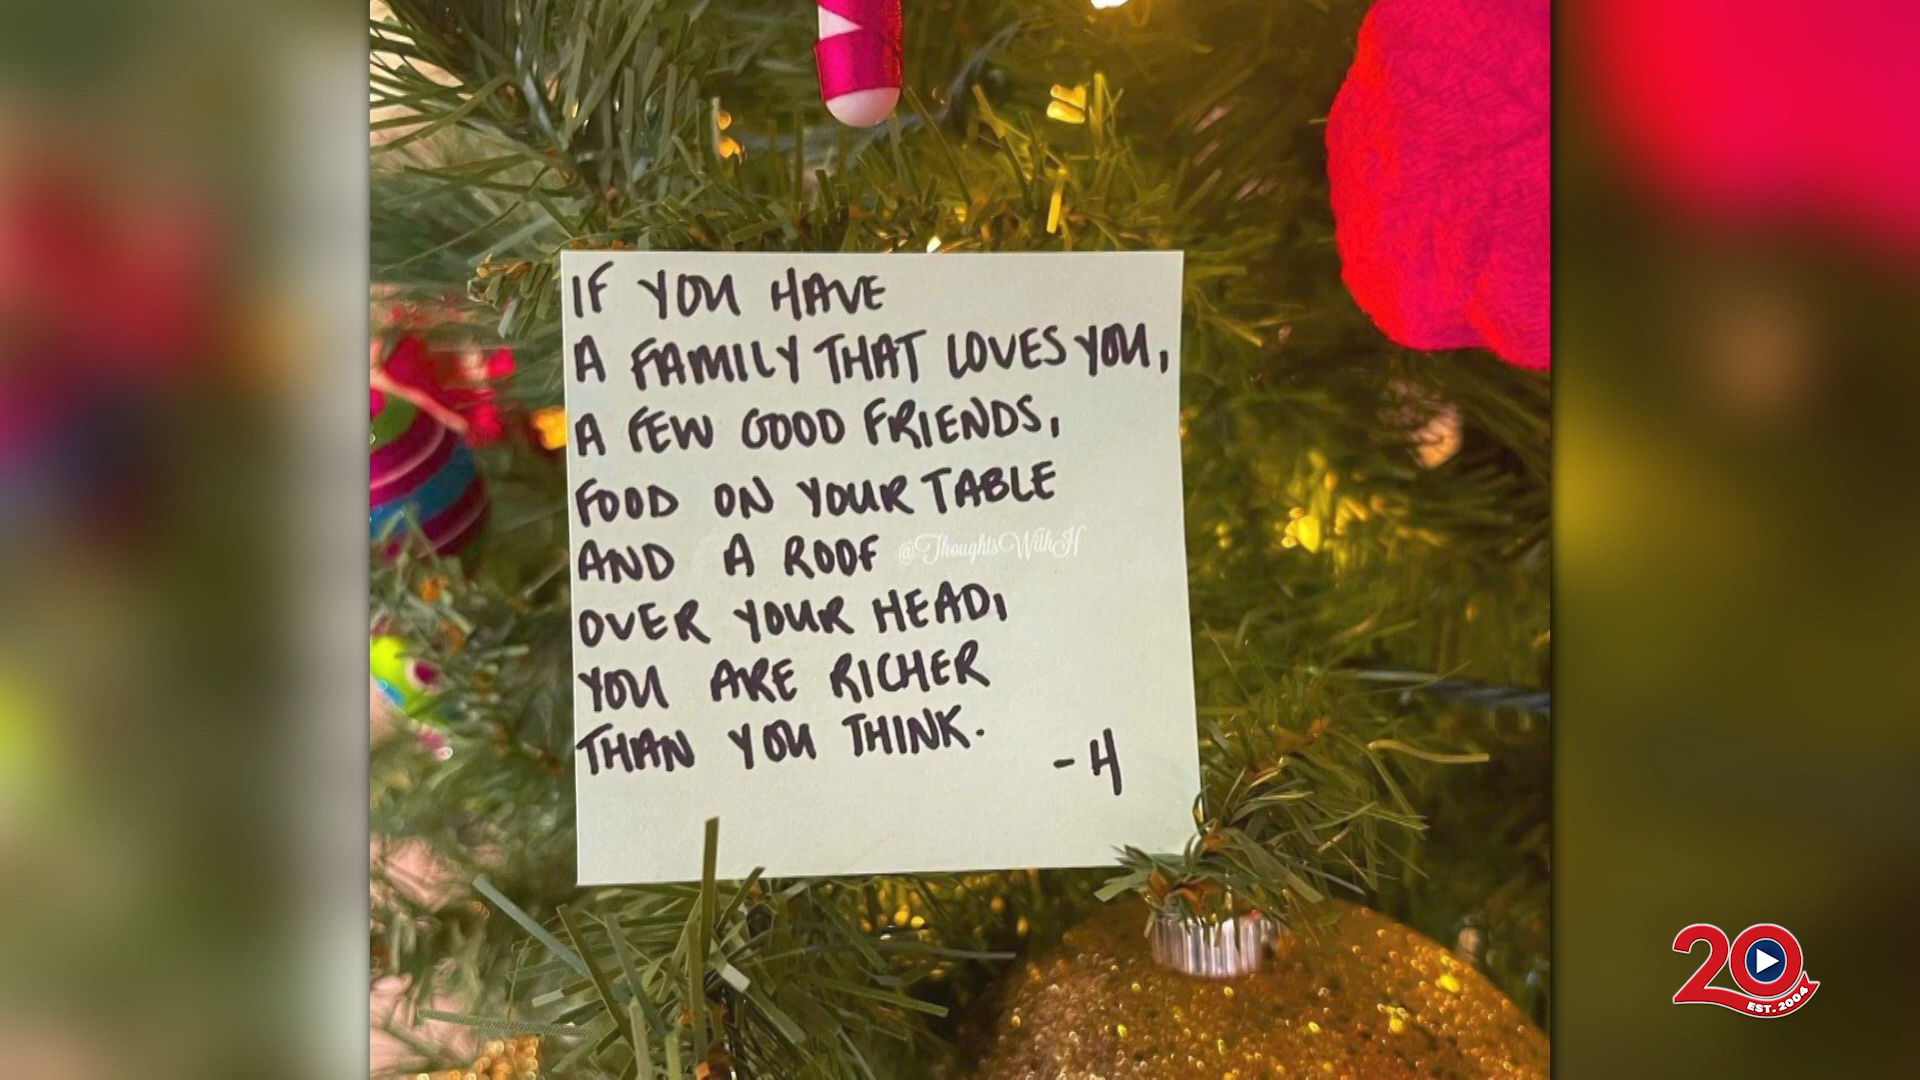 IF YOU HAVE
A FAMILY THAT LOVES YOU,
A FEW GOOD FRIENDS,
FOOD ON YOUR TABLE
AND A ROOF
@ThoughtsWithH
OVER YOUR HEAD,
YOU ARE RICHER
THAN YOU THINK.
-H
20
EST. 2004